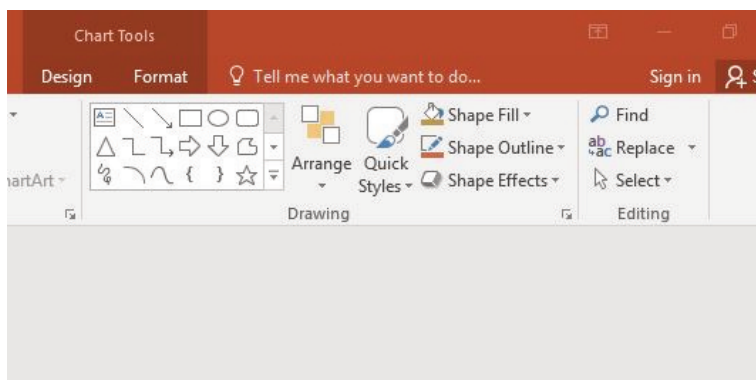 Chart Tools
Design Format Tell me what you want to do... Sign in
Shape Fill Find
Shape Outline Replace
Arrange Quick Styles Shape Effects Select
Drawing Editing